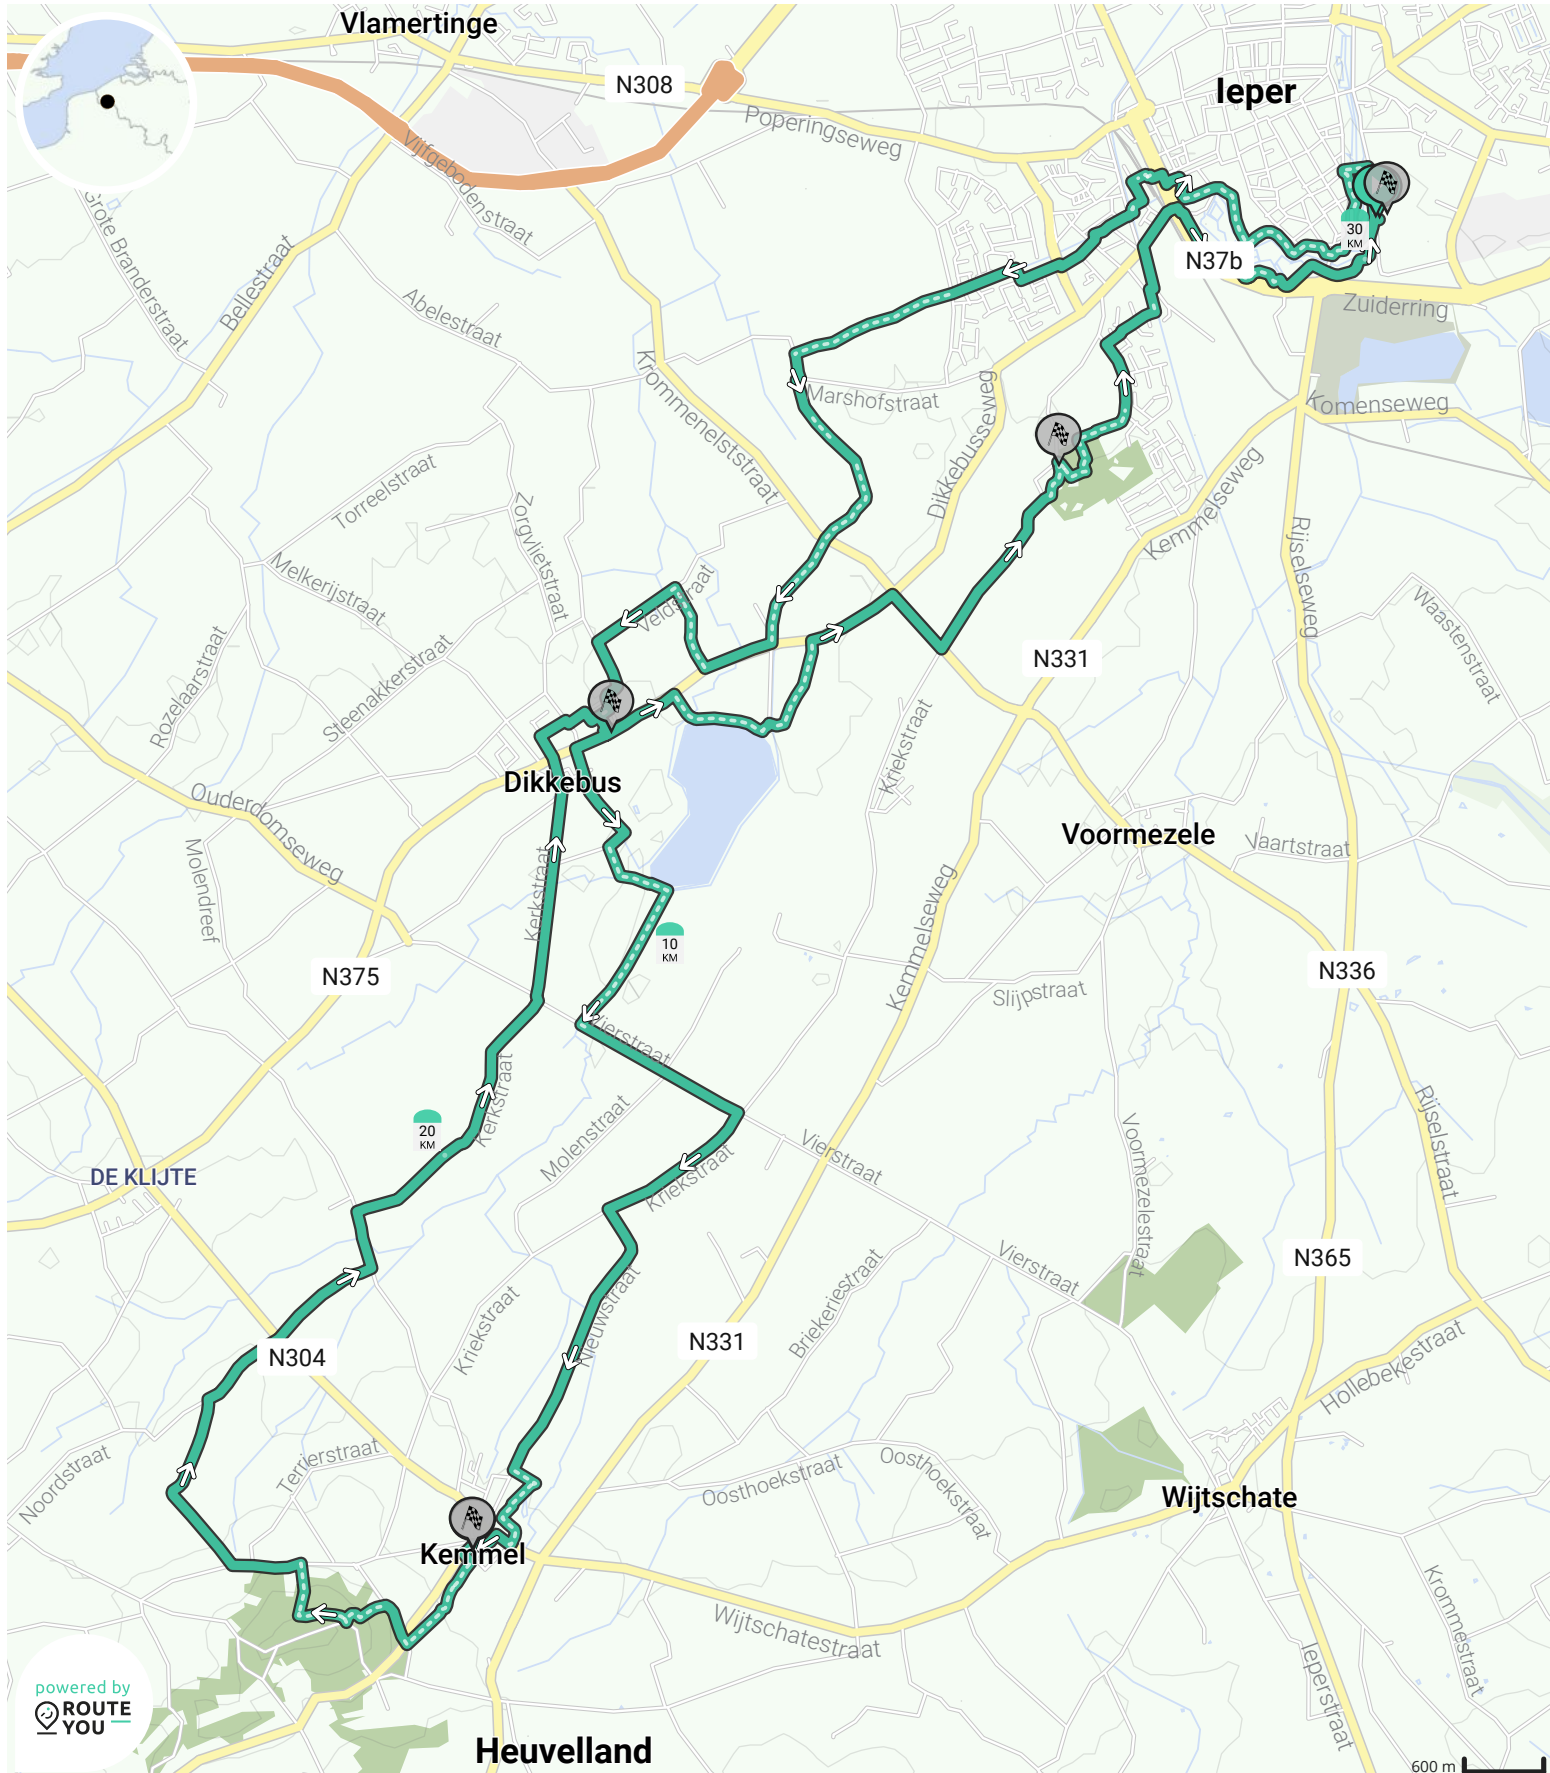 Vlamertinge
N308
Ieper
Poperingseweg
Vijfgebodenstraat
Grote Branderstraat
Bellestraat
N37b
Zuiderring
Abelestraat
Krommenelststraat
Marshofstraat
Dikkebusseweg
Komenseweg
Kemmelseweg
Rijselseweg
Torreelstraat
Zorgvlietstraat
Melkerijstraat
Veldstraat
Waastenstraat
Rozelaarstraat
Steenakkerstraat
N331
Kriekstraat
Dikkebus
Ouderdomseweg
Molendreef
Voormezele
Vaartstraat
Kerkstraat
Kemmelseweg
10
KM
N375
N336
Slijpstraat
Vierstraat
Kerkstraat
Molenstraat
20
KM
Rijselstraat
DE KLIJTE
Vierstraat
Voormezelestraat
Kriekstraat
Vierstraat
N365
Briekeriestraat
Nieuwstraat
Kriekstraat
N331
N304
Hollebekestraat
Terrierstraat
Noordstraat
Oosthoekstraat
Oosthoekstraat
Wijtschate
Kemmel
Krommestraat
Wijtschatestraat
Ieperstraat
30
KM
powered by
ROUTE
YOU
Heuvelland
600 m